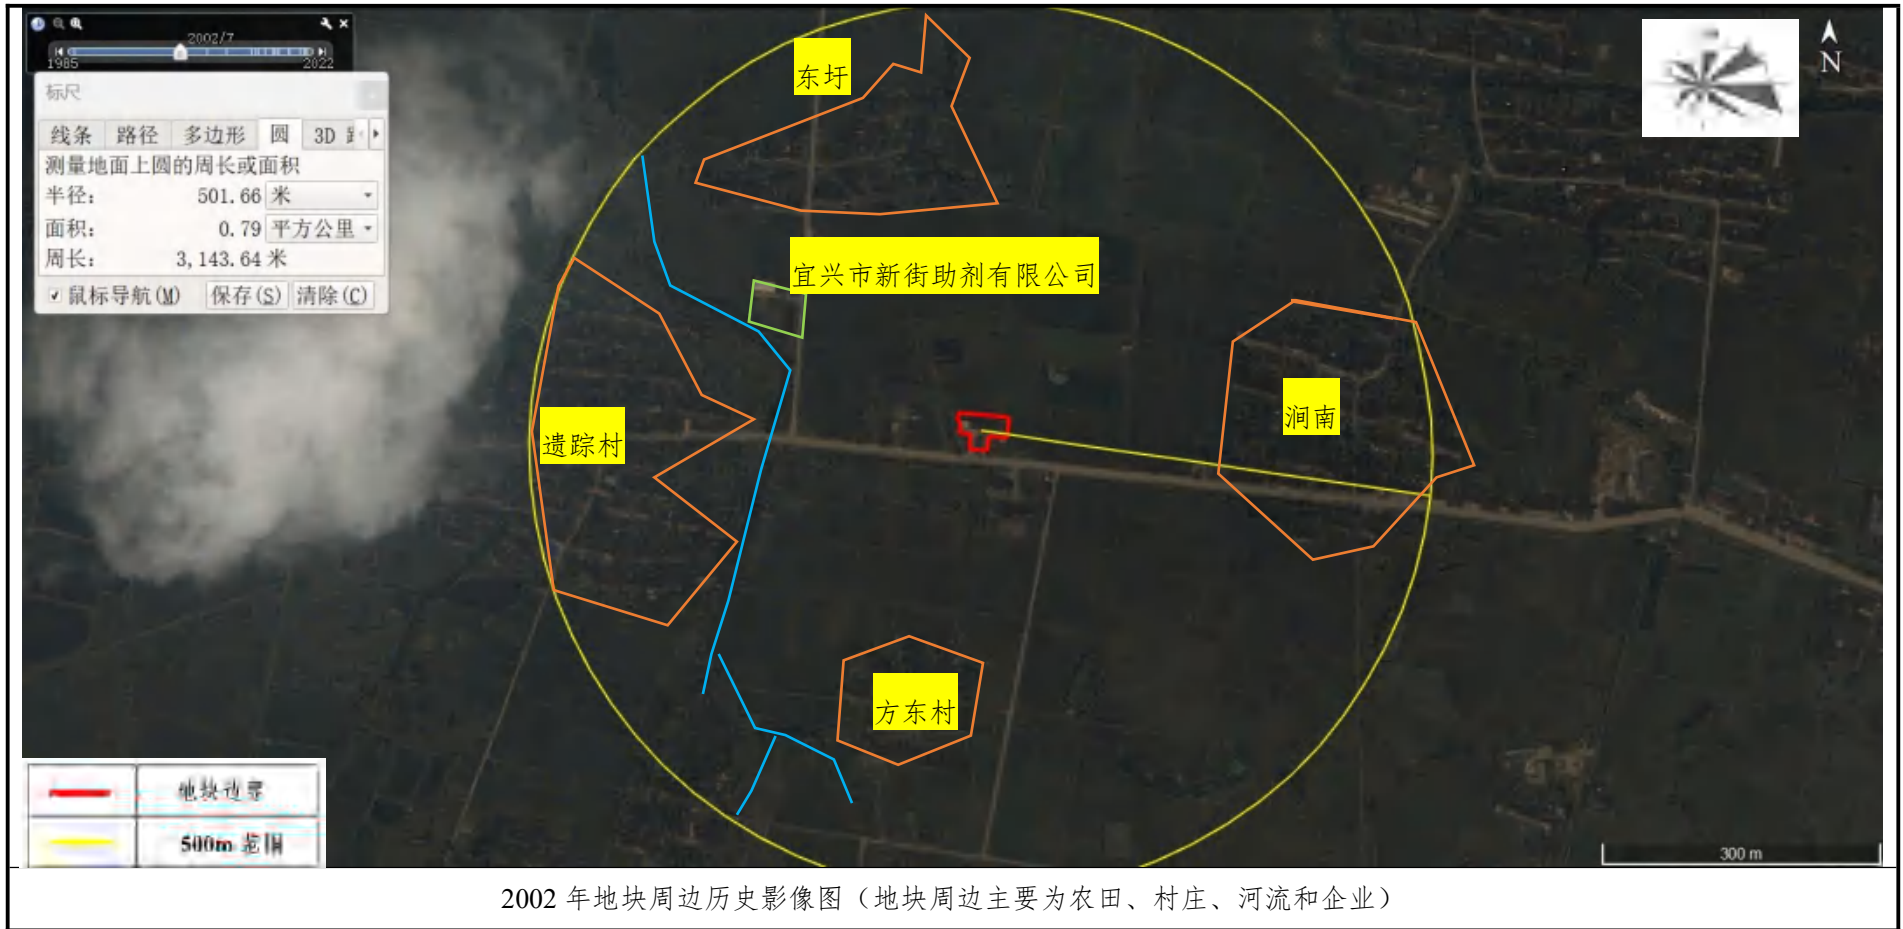 2002/7
1985
2022
标尺
线条 路径 多边形 圆 3D
测量地面上圆的周长或面积
半径: 501.66 米
面积: 0.79 平方公里
周长: 3,143.64 米
鼠标导航(M) 保存(S) 清除(C)
N
东圩
宜兴市新街助剂有限公司
涧南
遗踪村
方东村
地块边界
500m 范围
300 m
2002 年地块周边历史影像图（地块周边主要为农田、村庄、河流和企业）